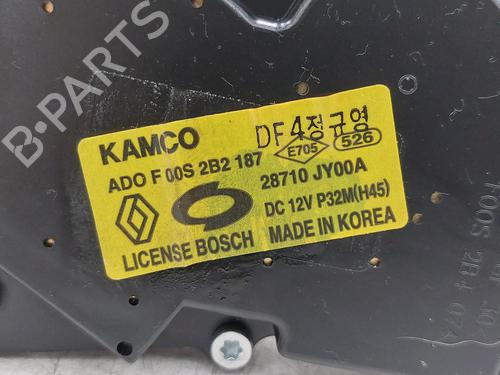 B-PARTS
KAMCO
DF4정규영
ADO F 00S 2B2 187
E705
526
28710 JY00A
DC 12V P32M(H45)
LICENSE BOSCH
MADE IN KOREA